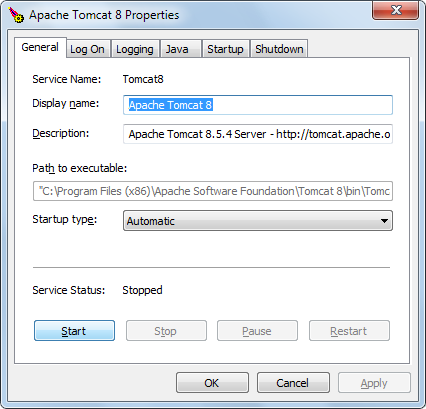 Apache Tomcat 8 Properties
General Log On Logging Java Startup Shutdown
Service Name: Tomcat8
Display name: Apache Tomcat 8
Description: Apache Tomcat 8.5.4 Server - http://tomcat.apache.o
Path to executable:
"C:\Program Files (x86)\Apache Software Foundation\Tomcat 8\bin\Tomc
Startup type: Automatic
Service Status: Stopped
Start Stop Pause Restart
OK Cancel Apply